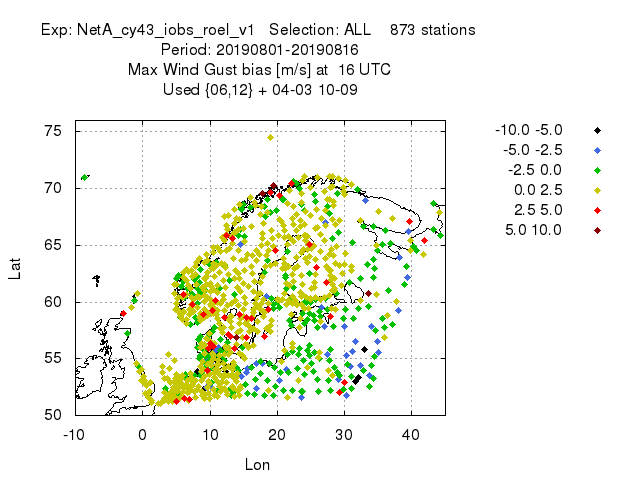 Exp: NetA_cy43_iobs_roel_v1 Selection: ALL 873 stations
Period: 20190801-20190816
Max Wind Gust bias [m/s] at 16 UTC
Used {06,12} + 04-03 10-09
-10.0 -5.0
-5.0 -2.5
-2.5 0.0
0.0 2.5
2.5 5.0
5.0 10.0
75
70
65
60
55
50
Lat
-10 0 10 20 30 40
Lon